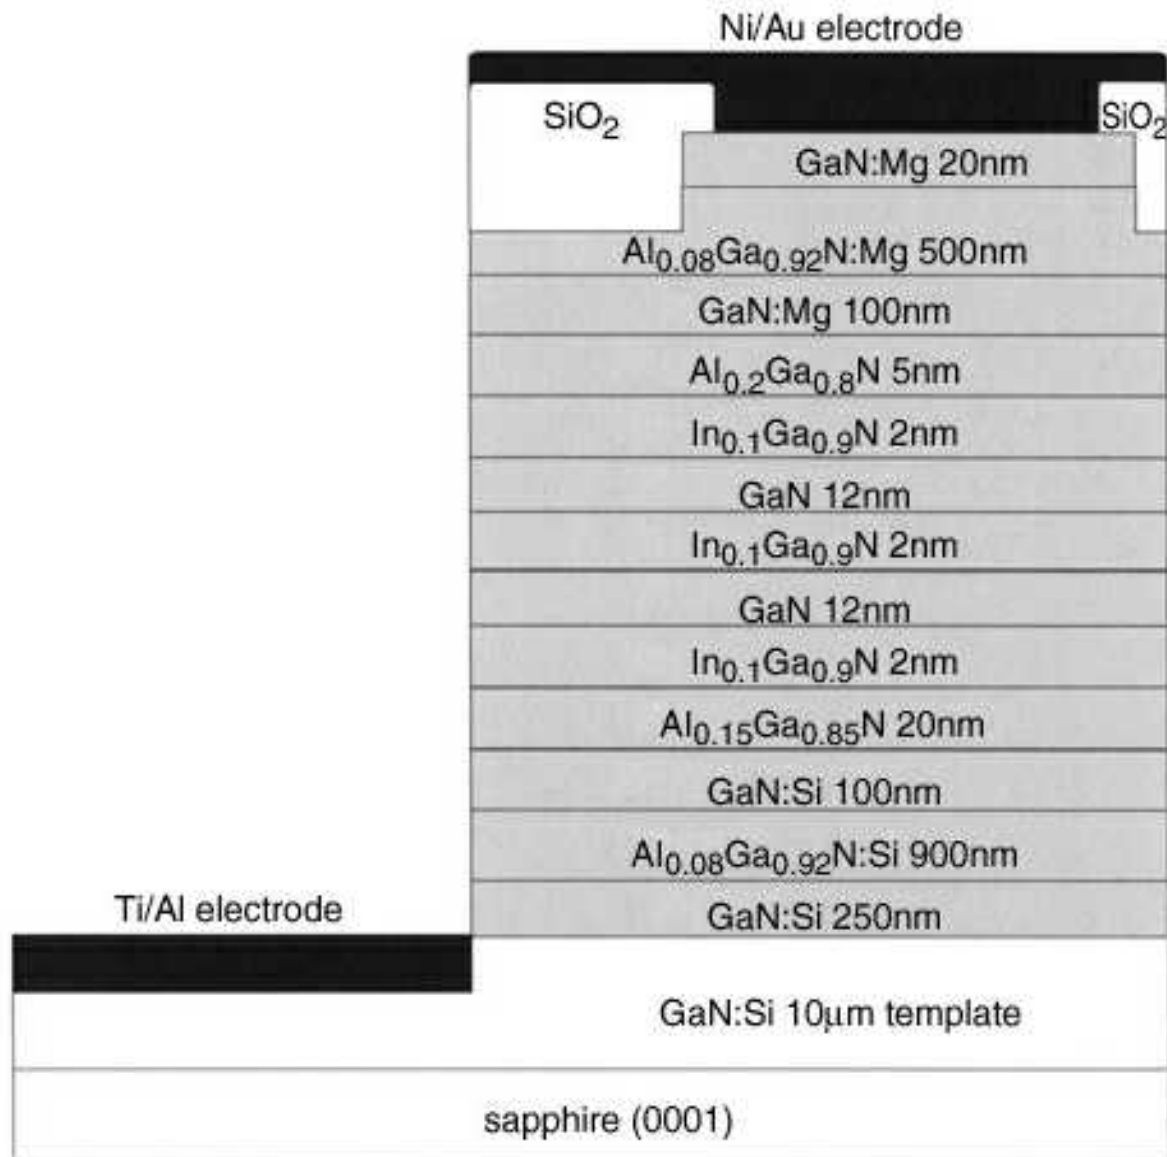 Ni/Au electrode
SiO2 SiO2
GaN:Mg 20nm
Al0.08Ga0.92N:Mg 500nm
GaN:Mg 100nm
Al0.2Ga0.8N 5nm
In0.1Ga0.9N 2nm
GaN 12nm
In0.1Ga0.9N 2nm
GaN 12nm
In0.1Ga0.9N 2nm
Al0.15Ga0.85N 20nm
GaN:Si 100nm
Al0.08Ga0.92N:Si 900nm
Ti/Al electrode
GaN:Si 250nm
GaN:Si 10μm template
sapphire (0001)